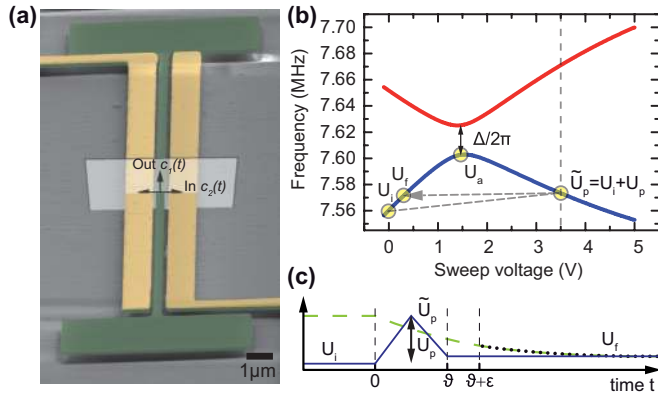 (a)
Out c₁(t)
In c₂(t)
1μm
(b)
Frequency (MHz)
7.70
7.68
7.66
7.64
7.62
7.60
7.58
7.56
Δ/2π
Uᵢ
U_f
Uₐ
Ũₚ=Uᵢ+Uₚ
0 1 2 3 4 5
Sweep voltage (V)
(c)
Uᵢ
Ũₚ
Uₚ
U_f
0 ϑ ϑ+ε time t